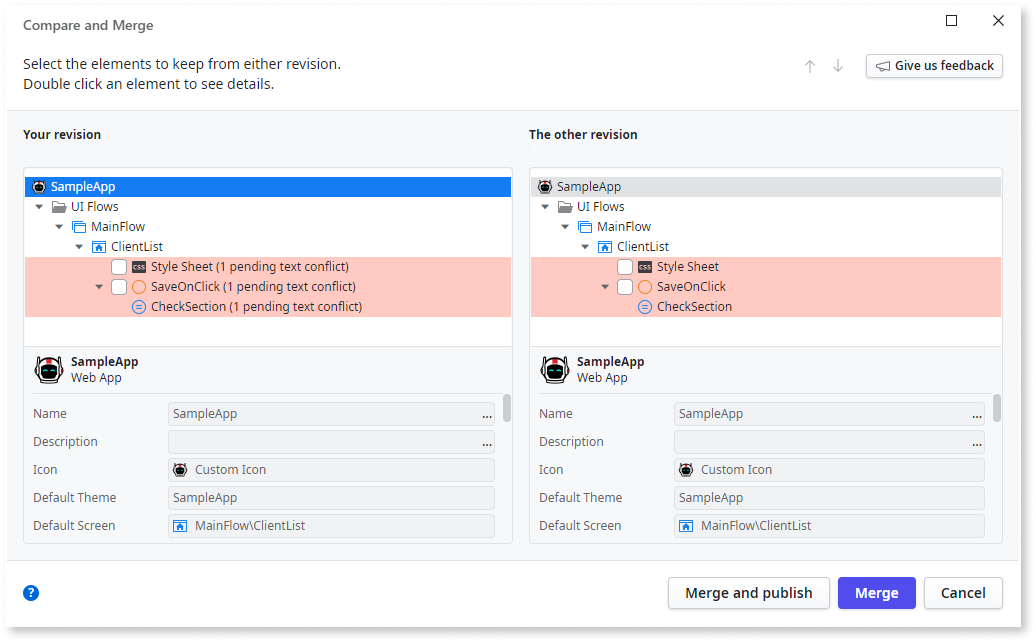 Compare and Merge
Select the elements to keep from either revision.
Double click an element to see details.
Give us feedback
Your revision
SampleApp
UI Flows
MainFlow
ClientList
CSS Style Sheet (1 pending text conflict)
SaveOnClick (1 pending text conflict)
CheckSection (1 pending text conflict)
SampleApp
Web App
Name SampleApp ...
Description ...
Icon Custom Icon
Default Theme SampleApp
Default Screen MainFlow\ClientList
The other revision
SampleApp
UI Flows
MainFlow
ClientList
CSS Style Sheet
SaveOnClick
CheckSection
SampleApp
Web App
Name SampleApp ...
Description ...
Icon Custom Icon
Default Theme SampleApp
Default Screen MainFlow\ClientList
? Merge and publish Merge Cancel